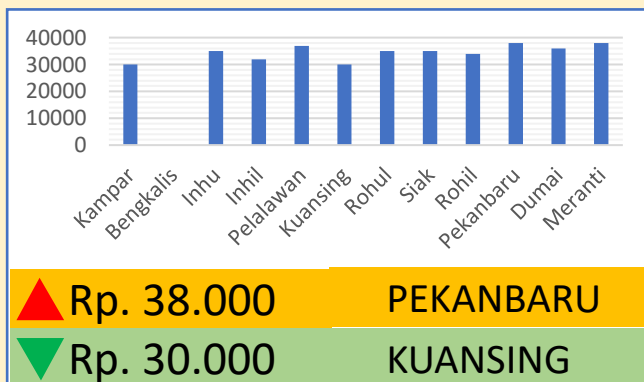 40000
30000
20000
10000
0
Kampar
Bengkalis
Inhu
Inhil
Pelalawan
Kuansing
Rohul
Siak
Rohil
Pekanbaru
Dumai
Meranti
Rp. 38.000 PEKANBARU
Rp. 30.000 KUANSING